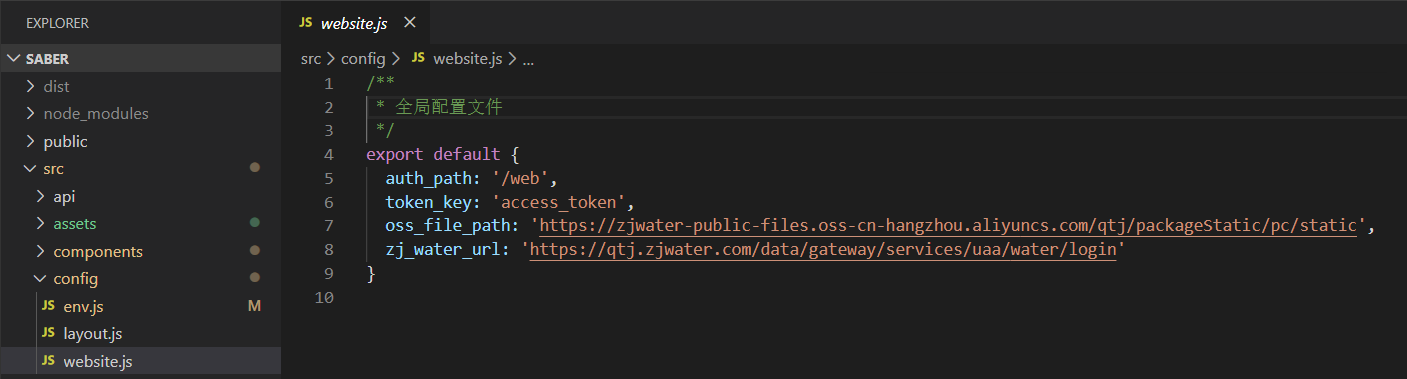 EXPLORER
SABER
dist
node_modules
public
src
api
assets
components
config
JS env.js M
JS layout.js
JS website.js
JS website.js ×
src > config > JS website.js > ...
1 /**
2 * 全局配置文件
3 */
4 export default {
5 auth_path: '/web',
6 token_key: 'access_token',
7 oss_file_path: 'https://zjwater-public-files.oss-cn-hangzhou.aliyuncs.com/qtj/packageStatic/pc/static',
8 zj_water_url: 'https://qtj.zjwater.com/data/gateway/services/uaa/water/login'
9 }
10